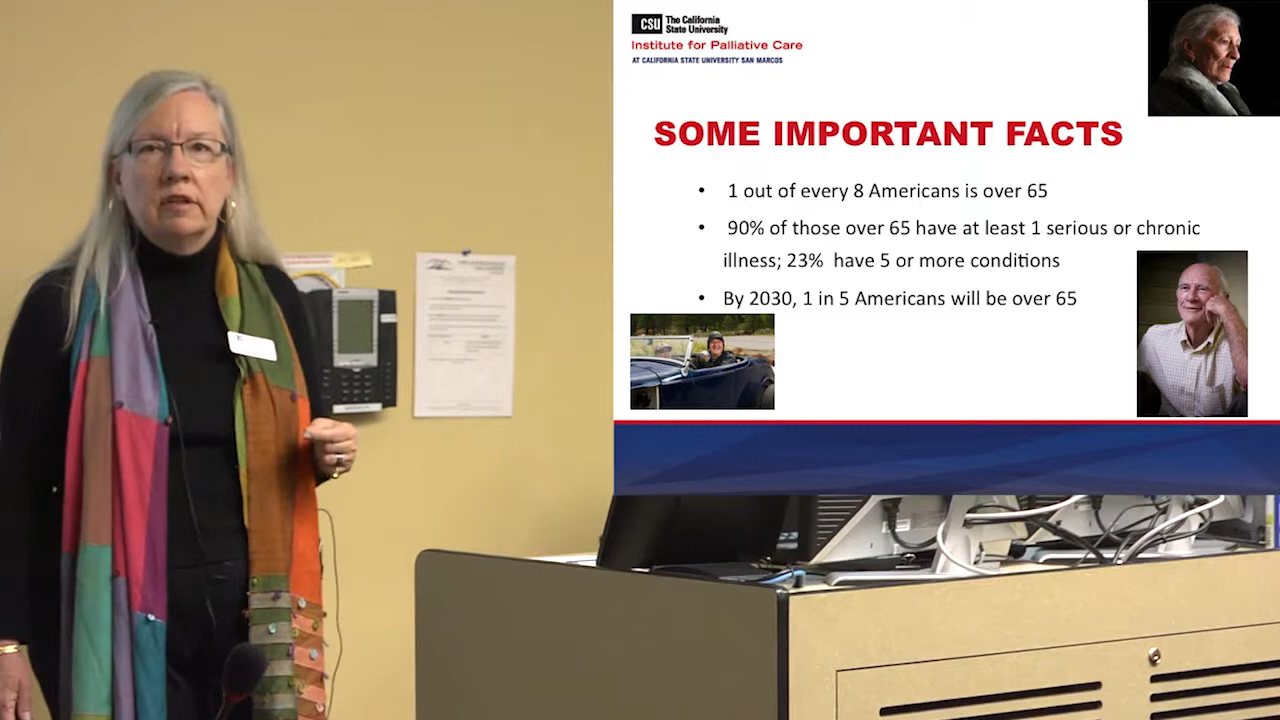 CSU The California
State University
Institute for Palliative Care
AT CALIFORNIA STATE UNIVERSITY SAN MARCOS
SOME IMPORTANT FACTS
• 1 out of every 8 Americans is over 65
• 90% of those over 65 have at least 1 serious or chronic
illness; 23% have 5 or more conditions
• By 2030, 1 in 5 Americans will be over 65